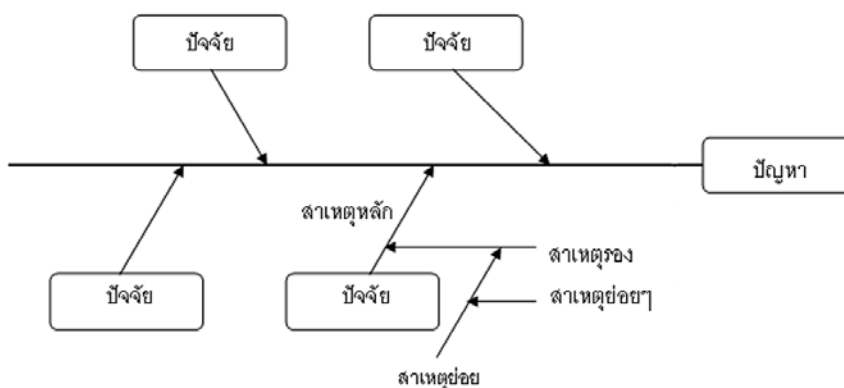 ปัจจัย
ปัจจัย
ปัญหา
สาเหตุหลัก
สาเหตุรอง
ปัจจัย
ปัจจัย
สาเหตุย่อยๆ
สาเหตุย่อย